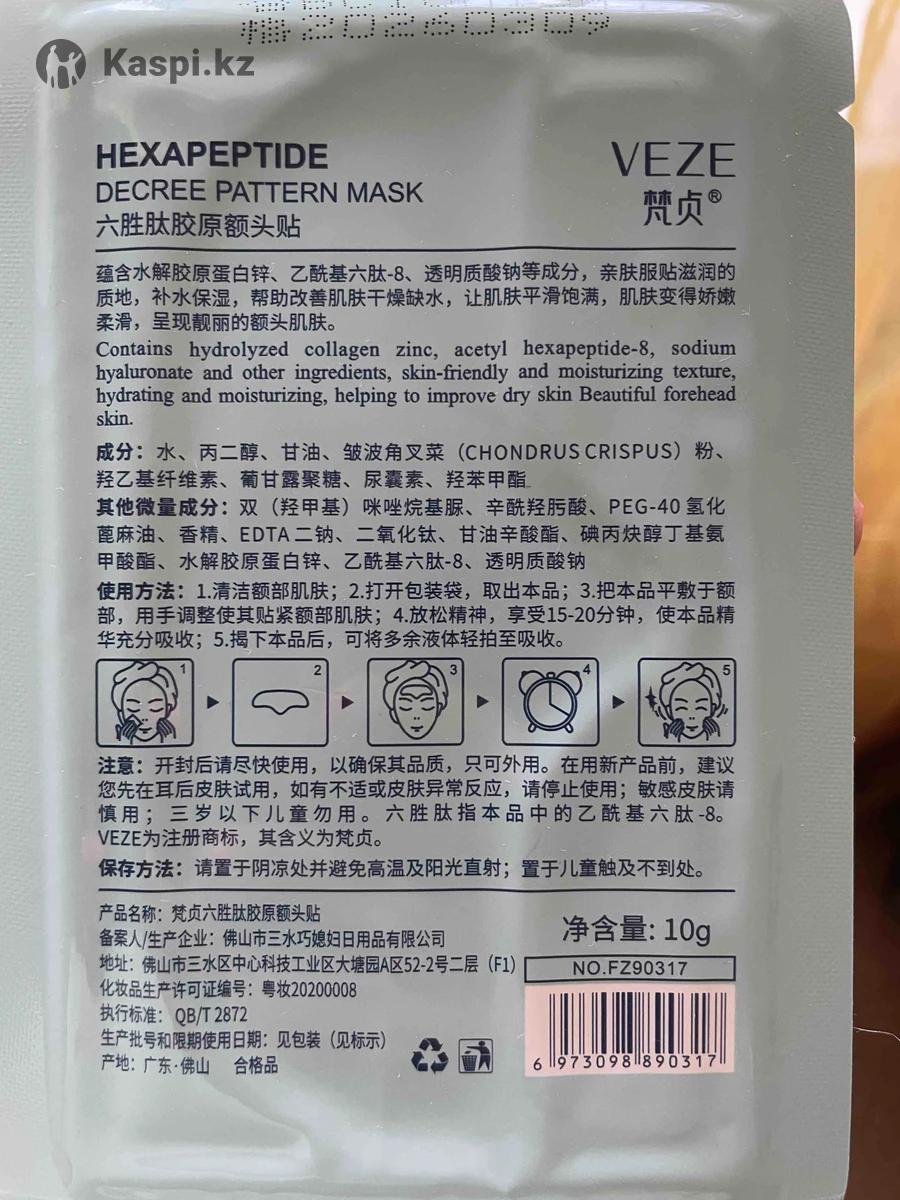 20260309
Kaspi.kz
HEXAPEPTIDE
DECREE PATTERN MASK
六胜肽胶原额头贴
VEZE
梵贞®
蕴含水解胶原蛋白锌、乙酰基六肽-8、透明质酸钠等成分，亲肤服贴滋润的
质地，补水保湿，帮助改善肌肤干燥缺水，让肌肤平滑饱满，肌肤变得娇嫩
柔滑，呈现靓丽的额头肌肤。
Contains hydrolyzed collagen zinc, acetyl hexapeptide-8, sodium
hyaluronate and other ingredients, skin-friendly and moisturizing texture,
hydrating and moisturizing, helping to improve dry skin Beautiful forehead
skin.
成分：水、丙二醇、甘油、皱波角叉菜（CHONDRUS CRISPUS）粉、
羟乙基纤维素、葡甘露聚糖、尿囊素、羟苯甲酯
其他微量成分：双（羟甲基）咪唑烷基脲、辛酰羟肟酸、PEG-40 氢化
蓖麻油、香精、EDTA 二钠、二氧化钛、甘油辛酸酯、碘丙炔醇丁基氨
甲酸酯、水解胶原蛋白锌、乙酰基六肽-8、透明质酸钠
使用方法：1.清洁额部肌肤；2.打开包装袋，取出本品；3.把本品平敷于额
部，用手调整使其贴紧额部肌肤；4.放松精神，享受15-20分钟，使本品精
华充分吸收；5.揭下本品后，可将多余液体轻拍至吸收。
1 2 3 4 5
注意：开封后请尽快使用，以确保其品质，只可外用。在用新产品前，建议
您先在耳后皮肤试用，如有不适或皮肤异常反应，请停止使用；敏感皮肤请
慎用；三岁以下儿童勿用。六胜肽指本品中的乙酰基六肽-8。
VEZE为注册商标，其含义为梵贞。
保存方法：请置于阴凉处并避免高温及阳光直射；置于儿童触及不到处。
产品名称：梵贞六胜肽胶原额头贴
备案人/生产企业：佛山市三水巧媳妇日用品有限公司
地址：佛山市三水区中心科技工业区大塘园A区52-2号二层（F1）
化妆品生产许可证编号：粤妆20200008
执行标准：QB/T 2872
生产批号和限期使用日期：见包装（见标示）
产地：广东·佛山 合格品
净含量: 10g
NO.FZ90317
6 973098 890317